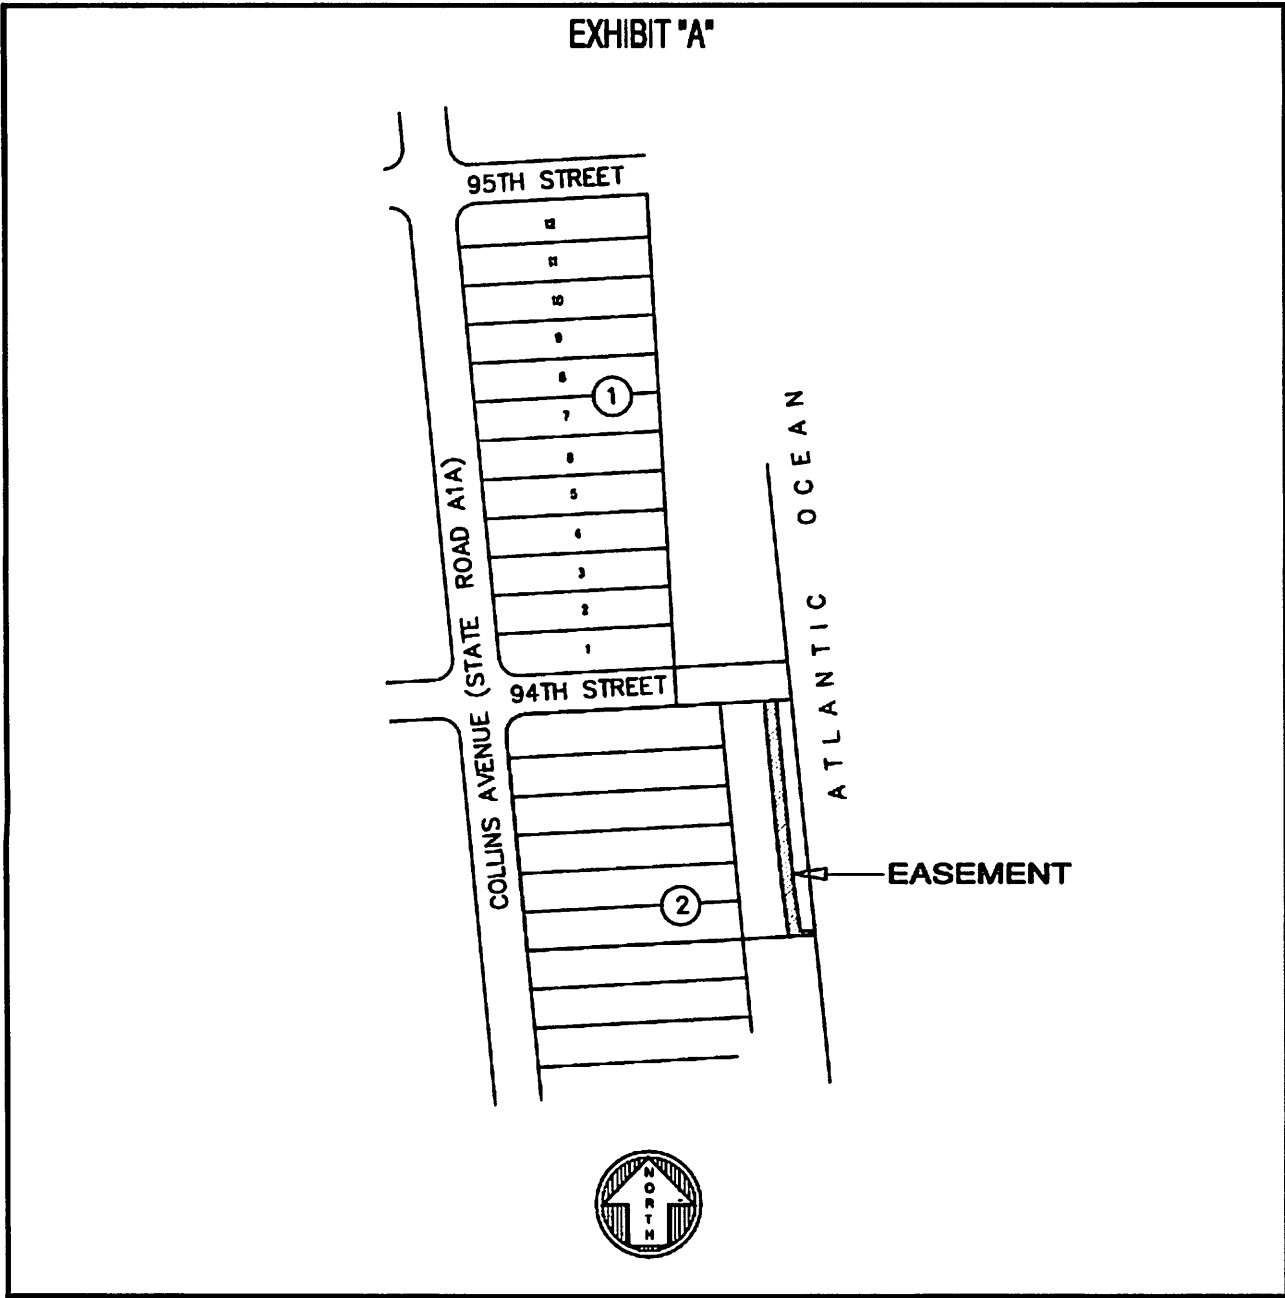 EXHIBIT "A"
95TH STREET
12
11
10
9
8
1
7
6
5
4
3
2
1
94TH STREET
COLLINS AVENUE (STATE ROAD A1A)
ATLANTIC OCEAN
EASEMENT
2
NORTH